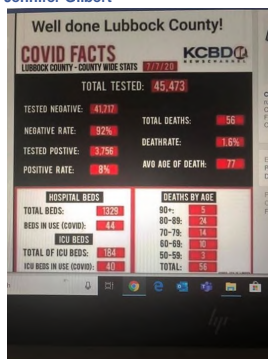 Jennifer Gilbert
Well done Lubbock County!
COVID FACTS
KCBD
NEWSCHANNEL
LUBBOCK COUNTY - COUNTY WIDE STATS 7/7/20
TOTAL TESTED: 45,473
TESTED NEGATIVE: 41,717
NEGATIVE RATE: 92%
TESTED POSTIVE: 3,756
POSITIVE RATE: 8%
TOTAL DEATHS: 56
DEATHRATE: 1.6%
AVG AGE OF DEATH: 77
HOSPITAL BEDS
TOTAL BEDS: 1329
BEDS IN USE (COVID): 44
ICU BEDS
TOTAL OF ICU BEDS: 184
ICU BEDS IN USE (COVID): 40
DEATHS BY AGE
90+: 5
80-89: 24
70-79: 14
60-69: 10
50-59: 3
TOTAL: 56
hp